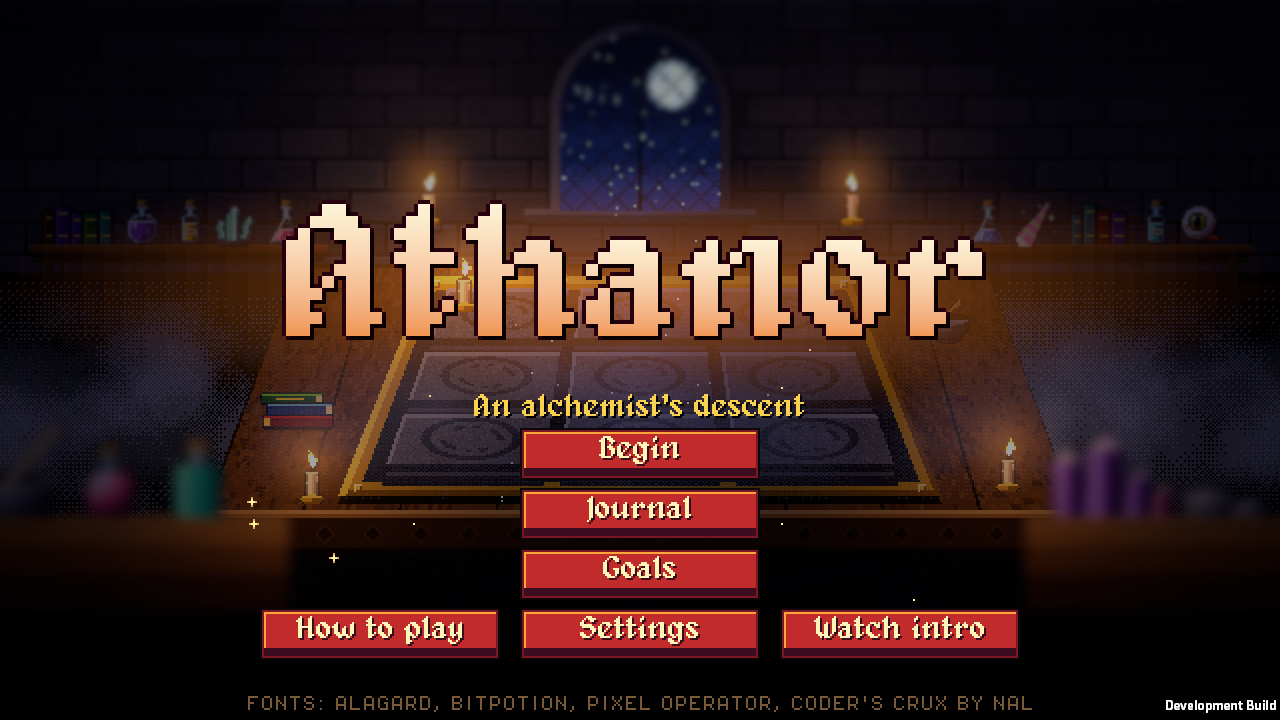 Athanor
An alchemist's descent
Begin
Journal
Goals
How to play
Settings
Watch intro
FONTS: ALAGARD, BITPOTION, PIXEL OPERATOR, CODER'S CRUX BY NAL
Development Build